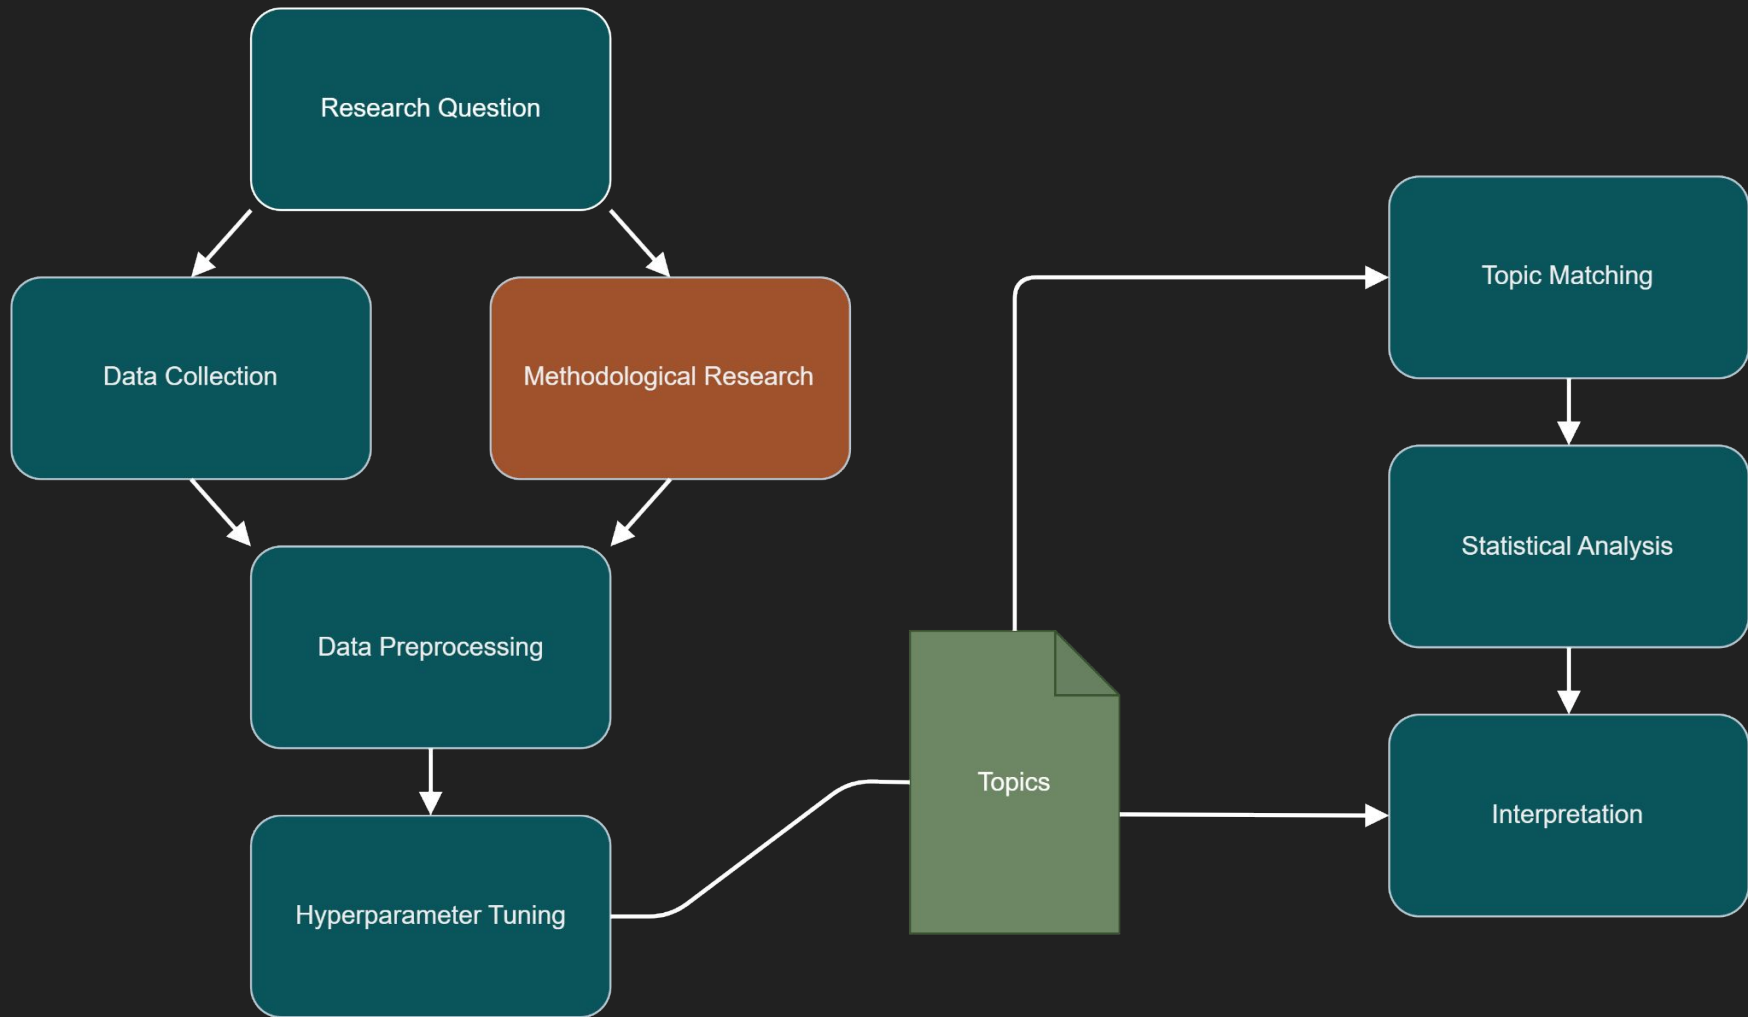 Research Question
Data Collection
Methodological Research
Data Preprocessing
Hyperparameter Tuning
Topics
Topic Matching
Statistical Analysis
Interpretation